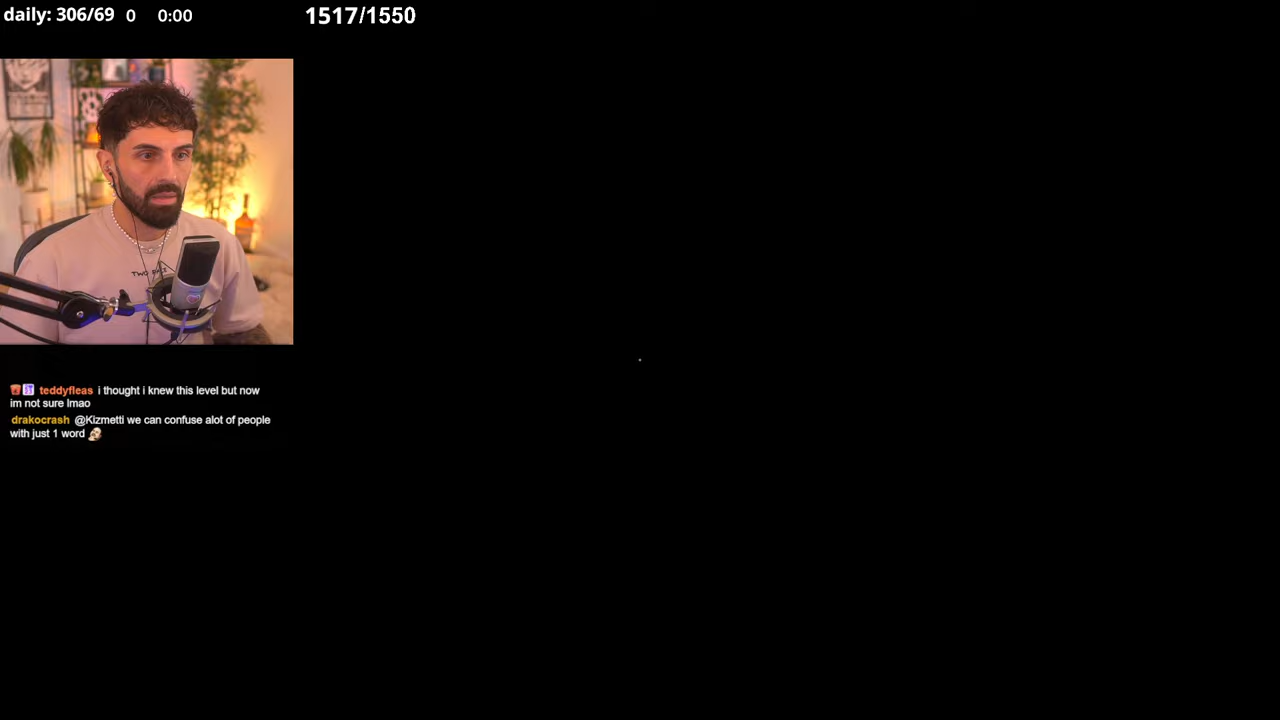 daily: 306/69 0 0:00 1517/1550
teddyfleas i thought i knew this level but now
im not sure lmao
drakocrash @Kizmetti we can confuse alot of people
with just 1 word